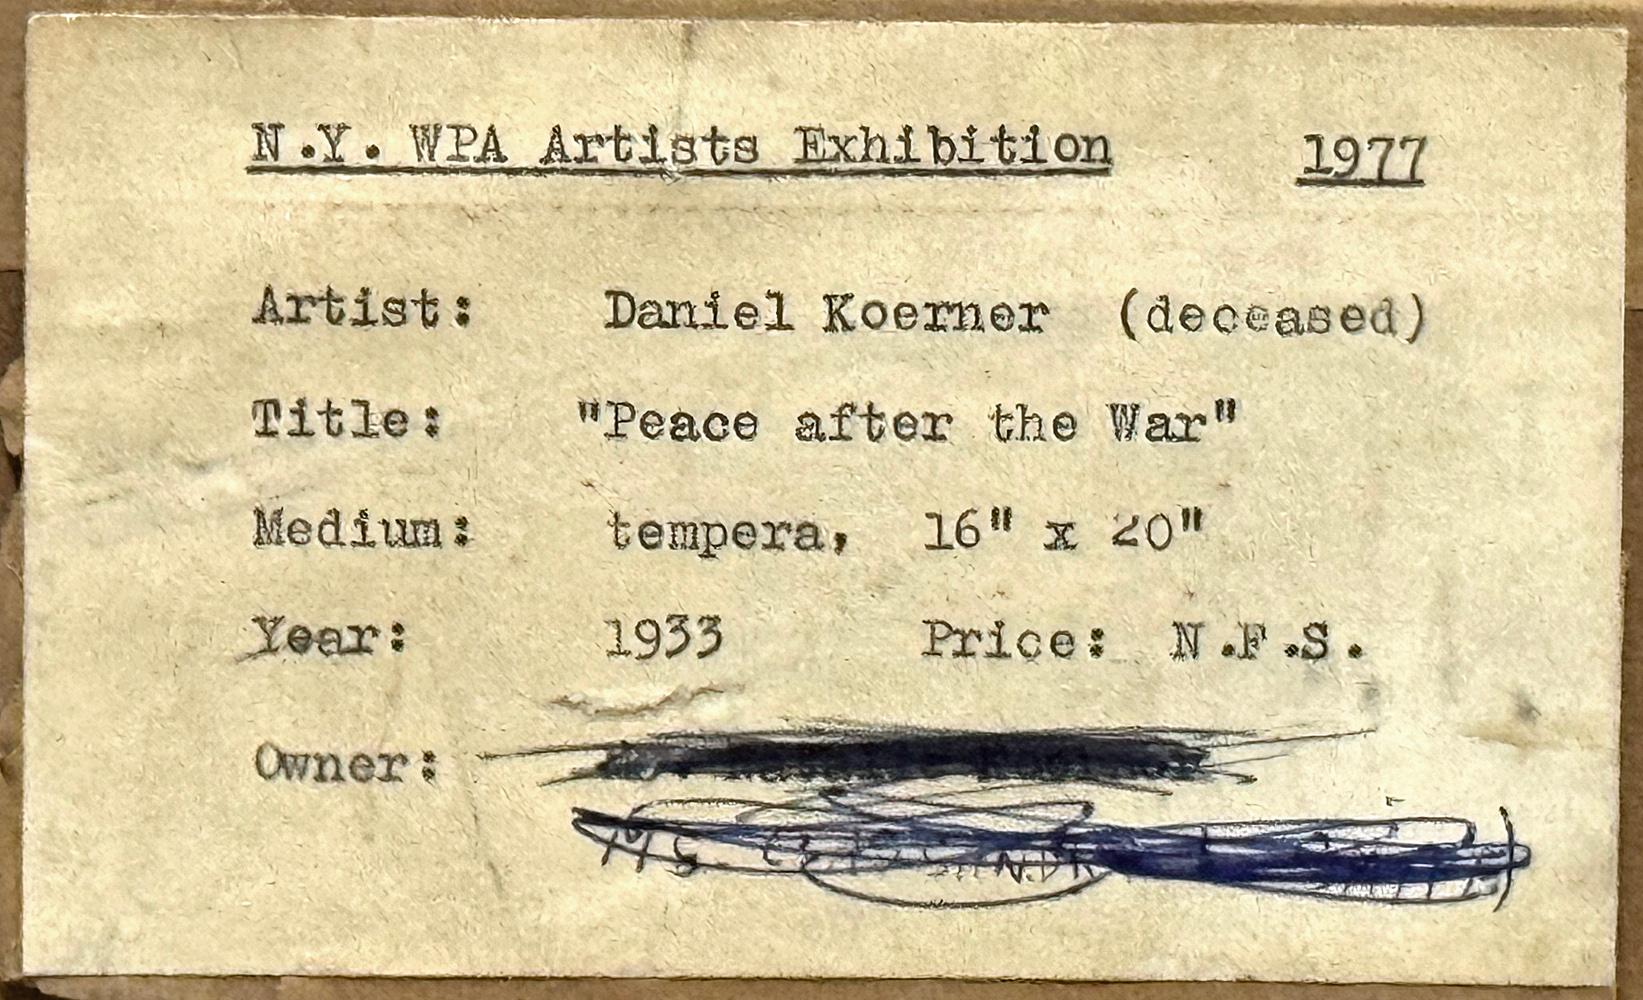 N.Y. WPA Artists Exhibition 1977
Artist: Daniel Koerner (deceased)
Title: "Peace after the War"
Medium: tempera, 16" x 20"
Year: 1933 Price: N.F.S.
Owner: